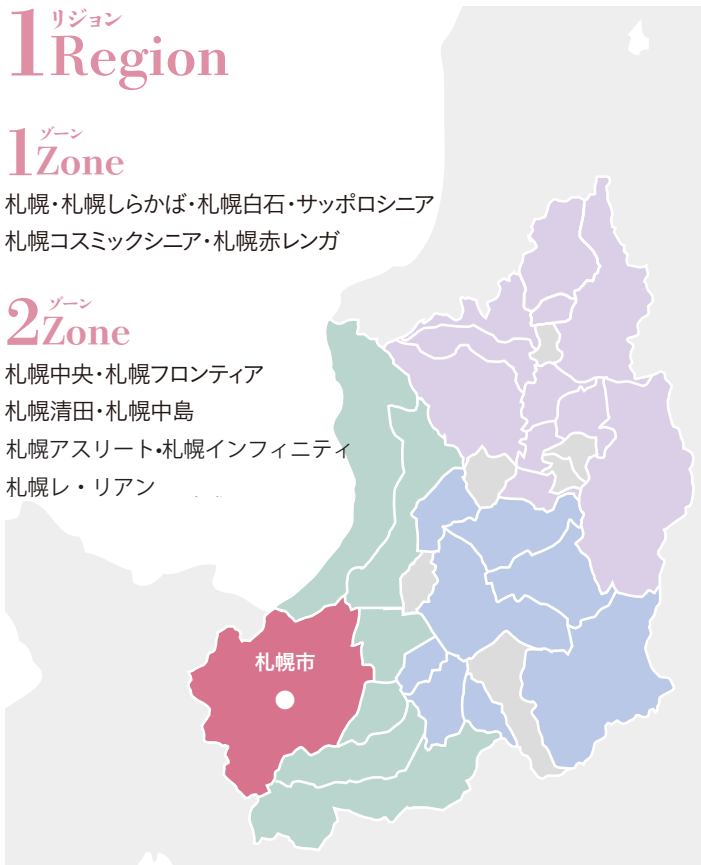 リジョン
1Region
ゾーン
1Zone
札幌・札幌しらかば・札幌白石・サッポロシニア
札幌コスミックシニア・札幌赤レンガ
ゾーン
2Zone
札幌中央・札幌フロンティア
札幌清田・札幌中島
札幌アスリート・札幌インフィニティ
札幌レ・リアン
札幌市